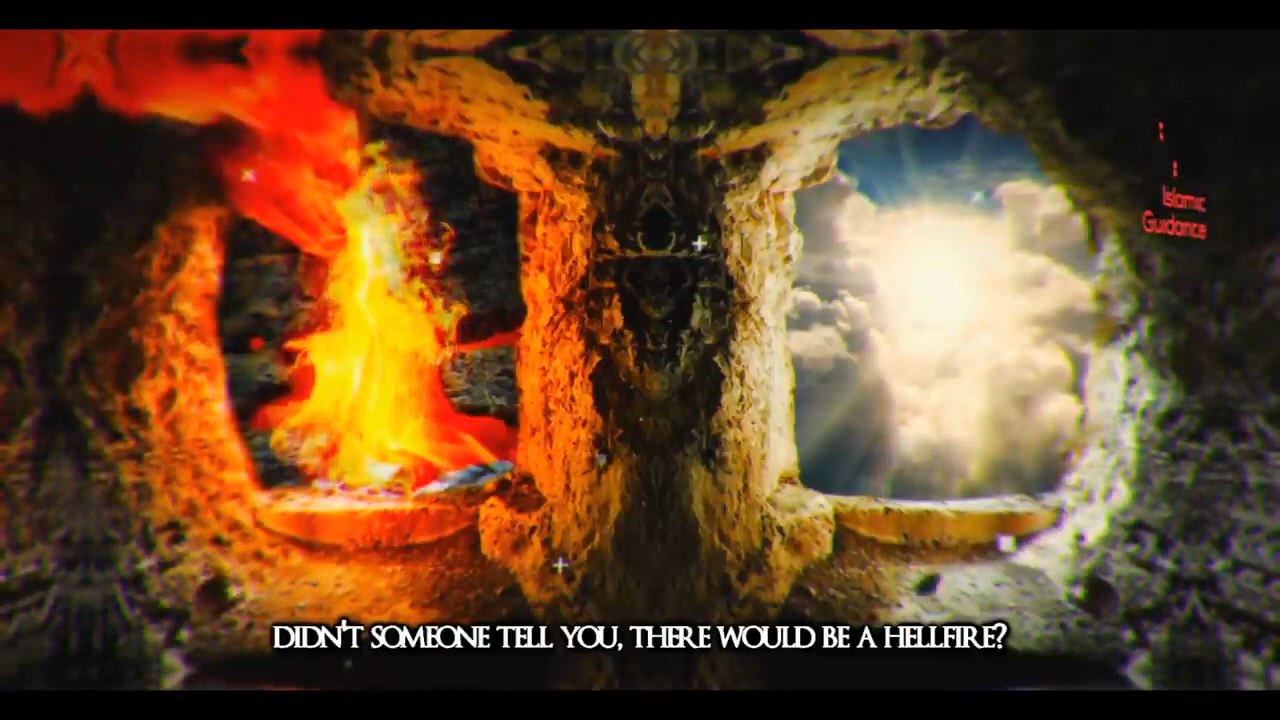 Islamic
Guidance
DIDN'T SOMEONE TELL YOU, THERE WOULD BE A HELLFIRE?